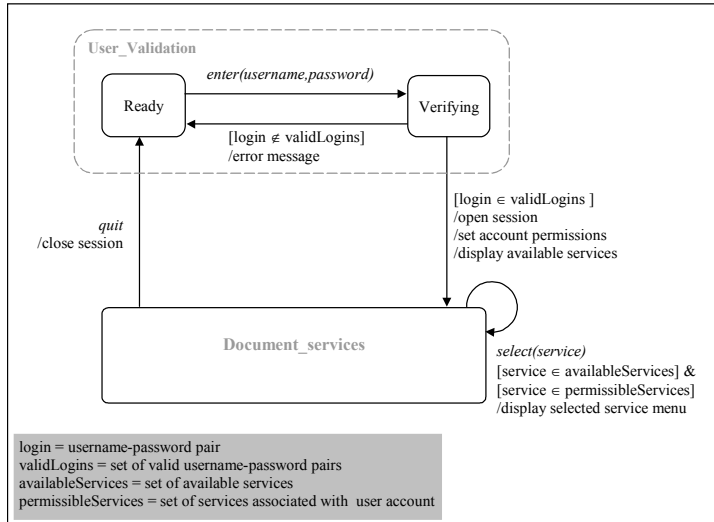 User_Validation
enter(username,password)
Ready
Verifying
[login ∉ validLogins]
/error message
[login ∈ validLogins ]
/open session
/set account permissions
/display available services
quit
/close session
Document_services
select(service)
[service ∈ availableServices] &
[service ∈ permissibleServices]
/display selected service menu
login = username-password pair
validLogins = set of valid username-password pairs
availableServices = set of available services
permissibleServices = set of services associated with user account